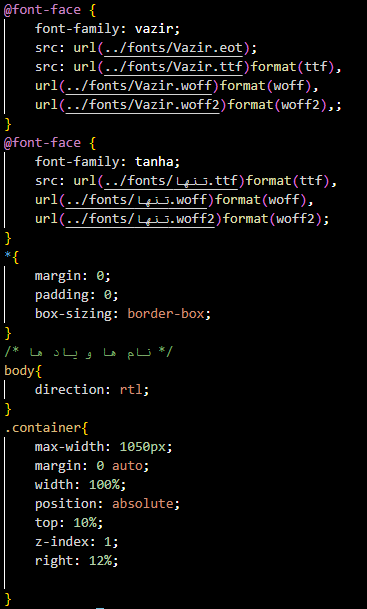 @font-face {
font-family: vazir;
src: url(../fonts/Vazir.eot);
src: url(../fonts/Vazir.ttf)format(ttf),
url(../fonts/Vazir.woff)format(woff),
url(../fonts/Vazir.woff2)format(woff2),;
}
@font-face {
font-family: tanha;
src: url(../fonts/تنها.ttf)format(ttf),
url(../fonts/تنها.woff)format(woff),
url(../fonts/تنها.woff2)format(woff2);
}
*{
margin: 0;
padding: 0;
box-sizing: border-box;
}
/* نام ها و یاد ها */
body{
direction: rtl;
}
.container{
max-width: 1050px;
margin: 0 auto;
width: 100%;
position: absolute;
top: 10%;
z-index: 1;
right: 12%;
}